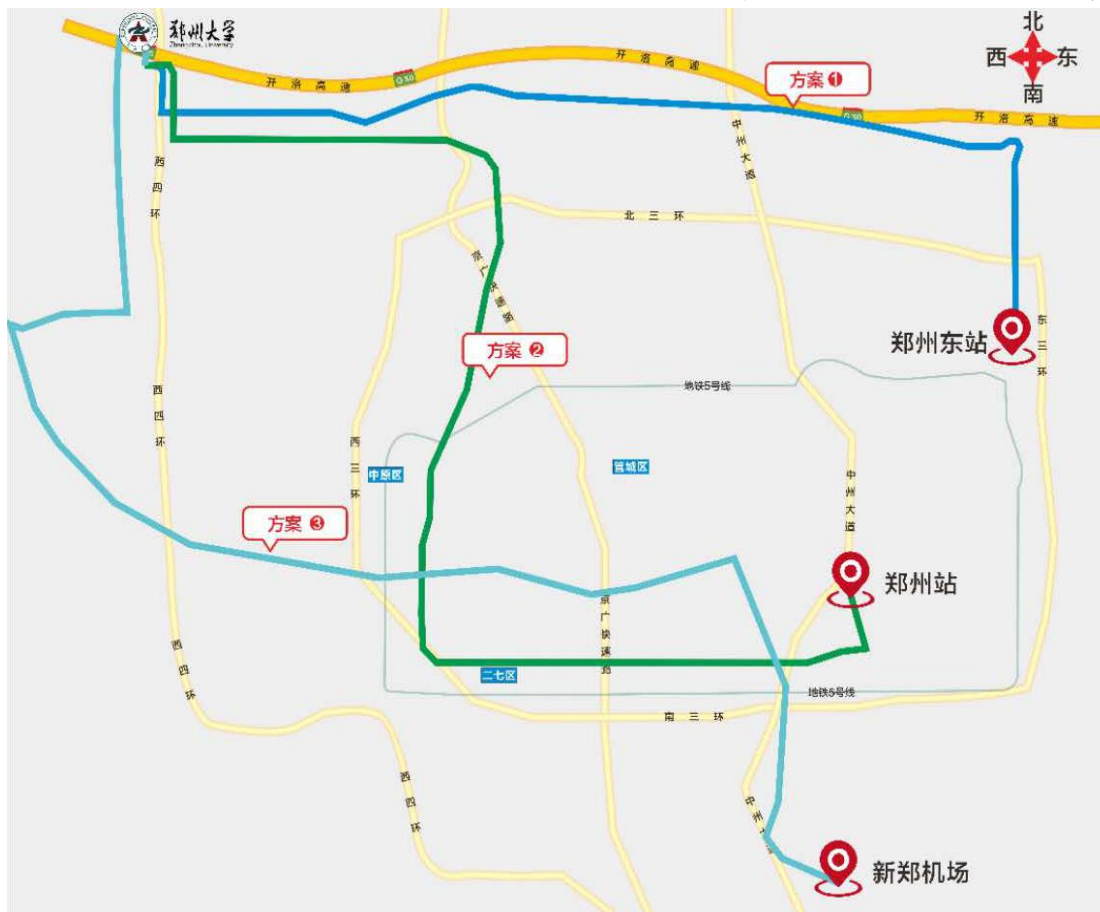 郑州大学
Zhengzhou University
北
西 东
南
开洛高速
G30
开洛高速
方案 ❶
G30
开洛高速
中州大道
西四环
北三环
京广快速路
方案 ❷
郑州东站
东三环
地铁5号线
西四环
西三环
中原区
管城区
中州大道
方案 ❸
郑州站
京广快速路
西四环
二七区
地铁5号线
南三环
西四环
中州大道
新郑机场